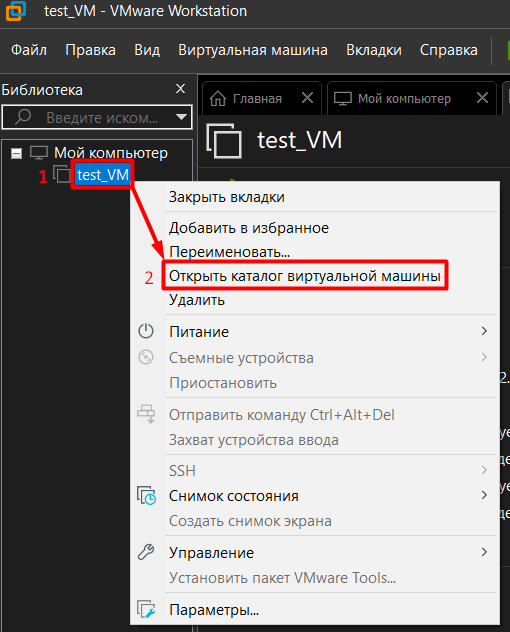 test_VM - VMware Workstation
Файл Правка Вид Виртуальная машина Вкладки Справка
Библиотека
Главная
Мой компьютер
Введите иском...
test_VM
Мой компьютер
1 test_VM
Закрыть вкладки
Добавить в избранное
Переименовать...
2 Открыть каталог виртуальной машины
Удалить
Питание
Съемные устройства
Приостановить
Отправить команду Ctrl+Alt+Del
Захват устройства ввода
SSH
Снимок состояния
Создать снимок экрана
Управление
Установить пакет VMware Tools...
Параметры...